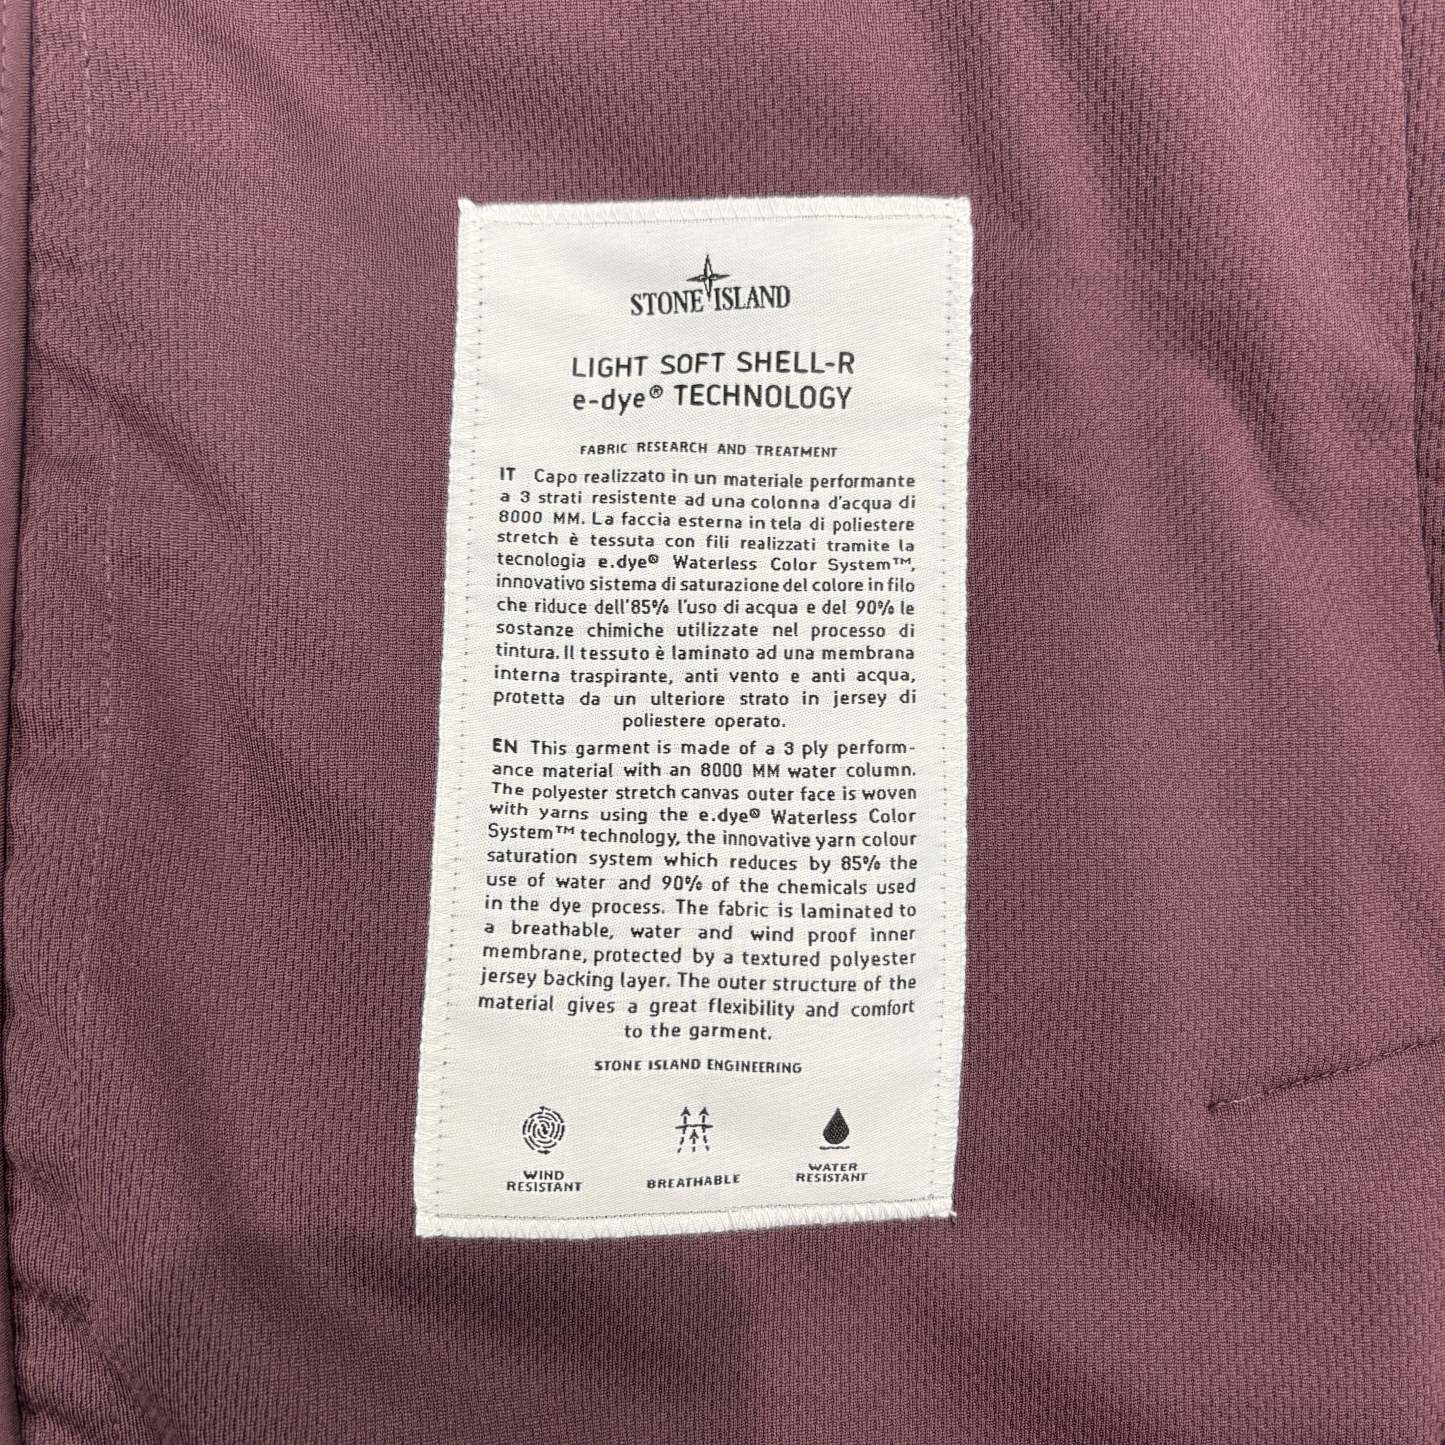 STONE ISLAND
LIGHT SOFT SHELL-R
e-dye® TECHNOLOGY
FABRIC RESEARCH AND TREATMENT
IT Capo realizzato in un materiale performante
a 3 strati resistente ad una colonna d'acqua di
8000 MM. La faccia esterna in tela di poliestere
stretch è tessuta con fili realizzati tramite la
tecnologia e.dye® Waterless Color System™,
innovativo sistema di saturazione del colore in filo
che riduce dell'85% l'uso di acqua e del 90% le
sostanze chimiche utilizzate nel processo di
tintura. Il tessuto è laminato ad una membrana
interna traspirante, anti vento e anti acqua,
protetta da un ulteriore strato in jersey di
poliestere operato.
EN This garment is made of a 3 ply perform-
ance material with an 8000 MM water column.
The polyester stretch canvas outer face is woven
with yarns using the e.dye® Waterless Color
System™ technology, the innovative yarn colour
saturation system which reduces by 85% the
use of water and 90% of the chemicals used
in the dye process. The fabric is laminated to
a breathable, water and wind proof inner
membrane, protected by a textured polyester
jersey backing layer. The outer structure of the
material gives a great flexibility and comfort
to the garment.
STONE ISLAND ENGINEERING
WIND
RESISTANT
BREATHABLE
WATER
RESISTANT